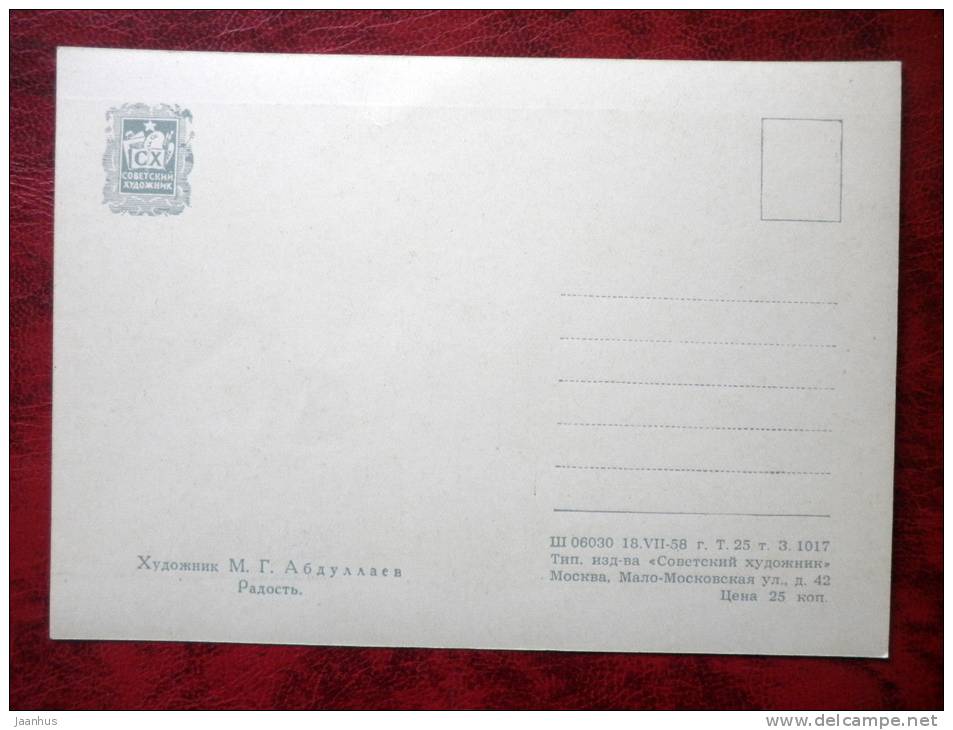 СХ
СОВЕТСКИЙ
ХУДОЖНИК
Художник М. Г. Абдуллаев
Радость.
Ш 06030 18.VII-58 г. Т. 25 т. З. 1017
Тип. изд-ва «Советский художник»
Москва, Мало-Московская ул., д. 42
Цена 25 коп.
jaanhus
www.delcampe.net